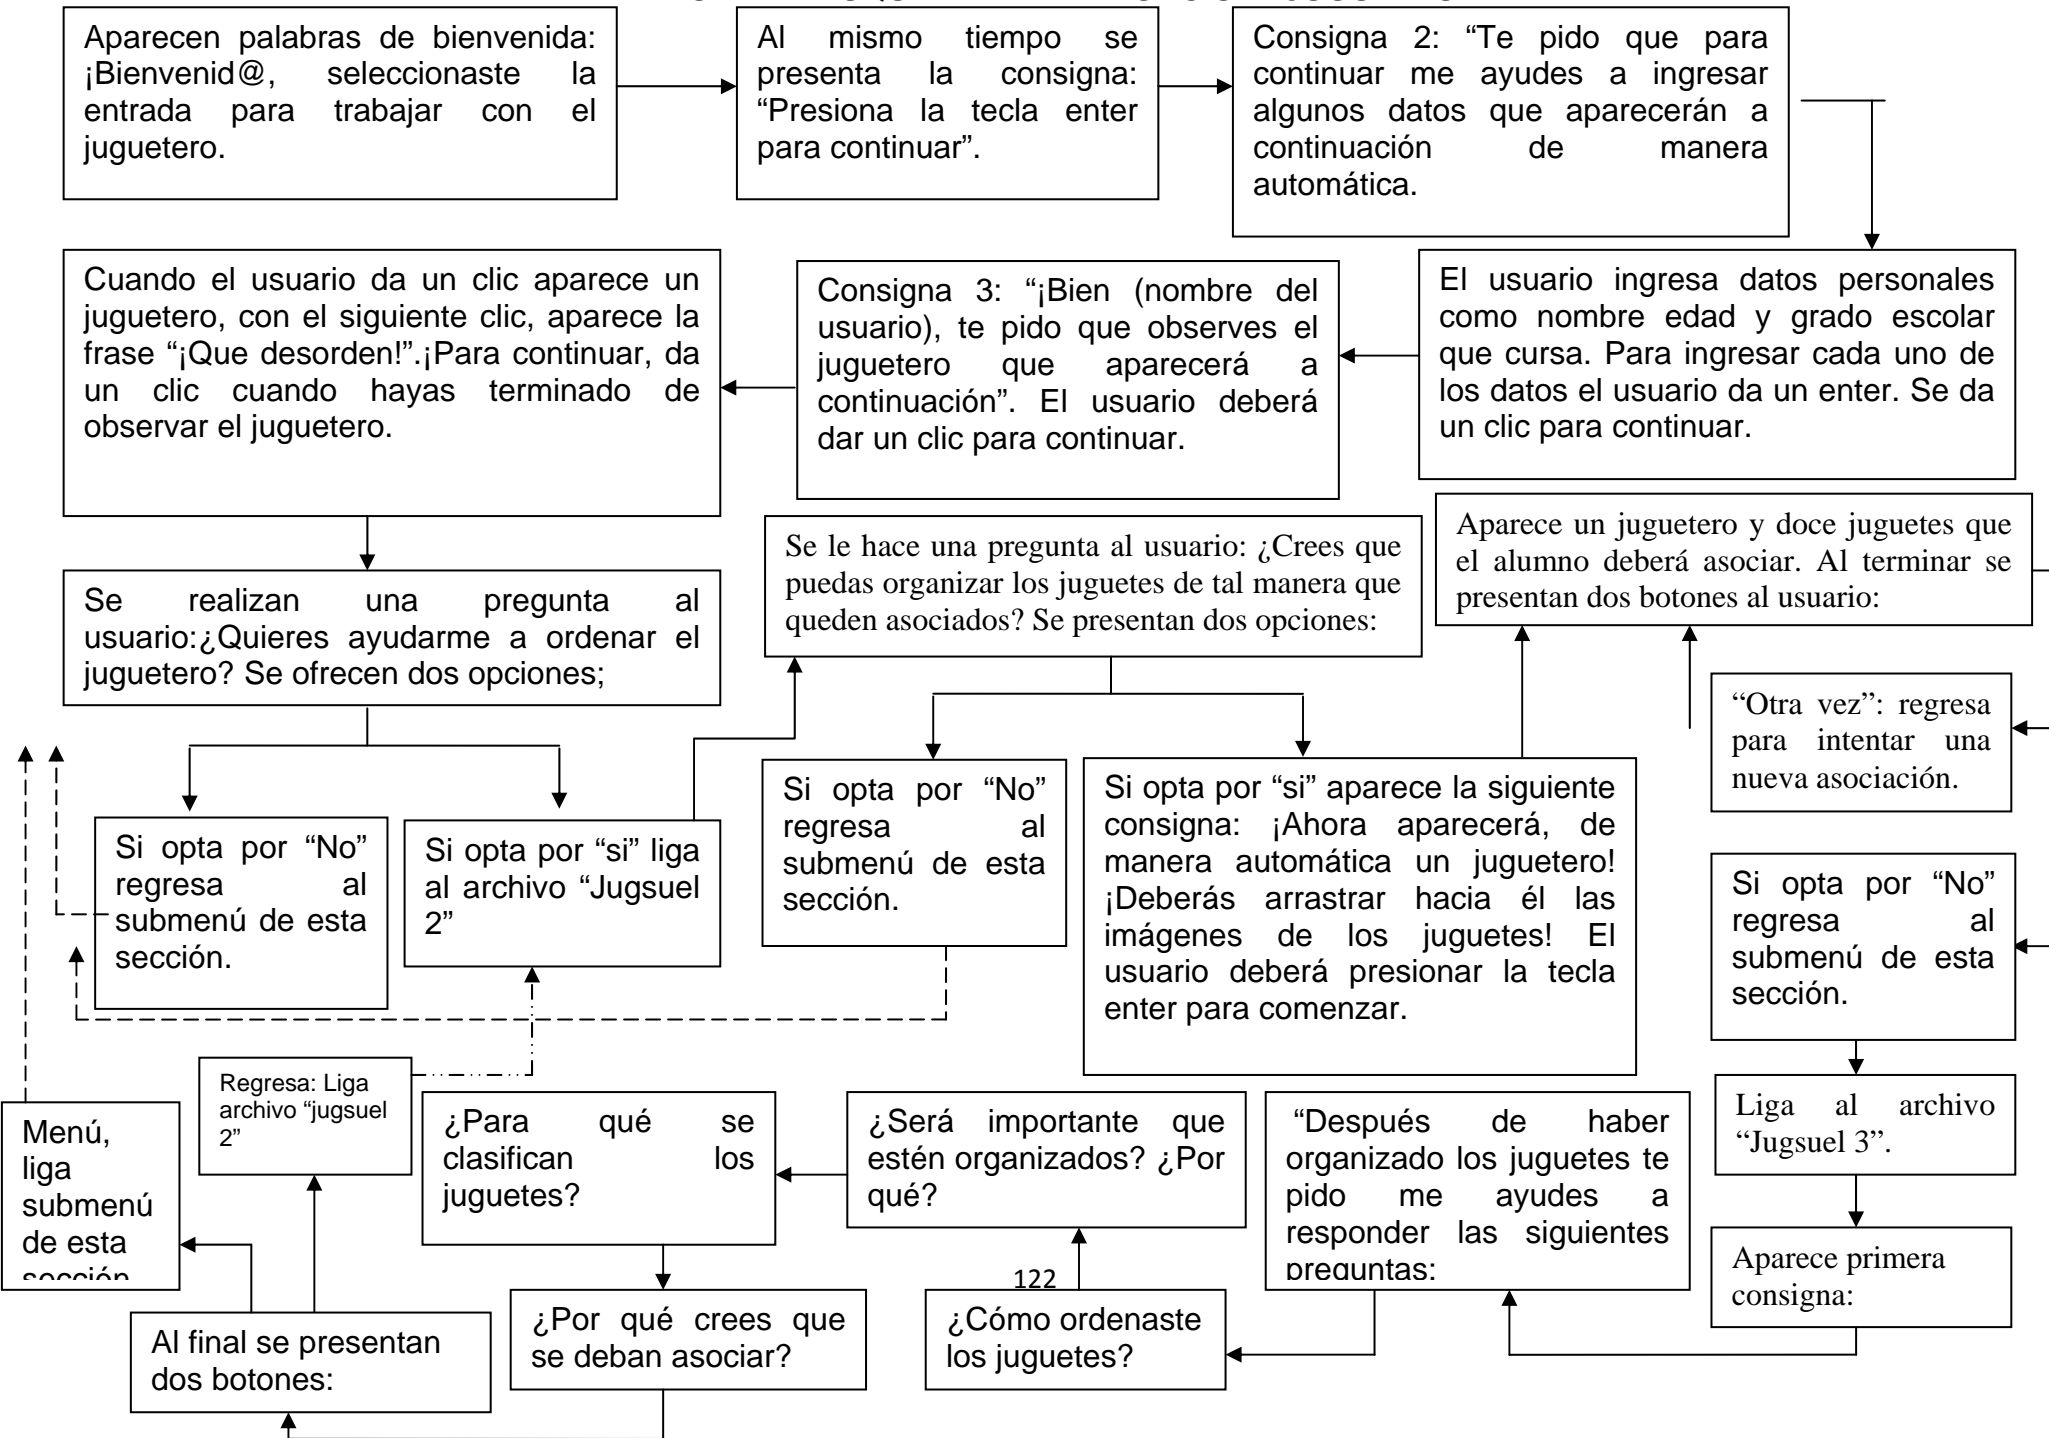 Aparecen palabras de bienvenida:
¡Bienvenid@, seleccionaste la
entrada para trabajar con el
juguetero.
Al mismo tiempo se
presenta la consigna:
“Presiona la tecla enter
para continuar”.
Consigna 2: “Te pido que para
continuar me ayudes a ingresar
algunos datos que aparecerán a
continuación de manera
automática.
El usuario ingresa datos personales
como nombre edad y grado escolar
que cursa. Para ingresar cada uno de
los datos el usuario da un enter. Se da
un clic para continuar.
Consigna 3: “¡Bien (nombre del
usuario), te pido que observes el
juguetero que aparecerá a
continuación”. El usuario deberá
dar un clic para continuar.
Cuando el usuario da un clic aparece un
juguetero, con el siguiente clic, aparece la
frase “¡Que desorden!”.¡Para continuar, da
un clic cuando hayas terminado de
observar el juguetero.
Se realizan una pregunta al
usuario:¿Quieres ayudarme a ordenar el
juguetero? Se ofrecen dos opciones;
Si opta por “No”
regresa al
submenú de esta
sección.
Si opta por “si” liga
al archivo “Jugsuel
2”
Se le hace una pregunta al usuario: ¿Crees que
puedas organizar los juguetes de tal manera que
queden asociados? Se presentan dos opciones:
Si opta por “No”
regresa al
submenú de esta
sección.
Si opta por “si” aparece la siguiente
consigna: ¡Ahora aparecerá, de
manera automática un juguetero!
¡Deberás arrastrar hacia él las
imágenes de los juguetes! El
usuario deberá presionar la tecla
enter para comenzar.
Aparece un juguetero y doce juguetes que
el alumno deberá asociar. Al terminar se
presentan dos botones al usuario:
“Otra vez”: regresa
para intentar una
nueva asociación.
Si opta por “No”
regresa al
submenú de esta
sección.
Liga al archivo
“Jugsuel 3”.
Aparece primera
consigna:
“Después de haber
organizado los juguetes te
pido me ayudes a
responder las siguientes
preguntas:
¿Cómo ordenaste
los juguetes?
¿Será importante que
estén organizados? ¿Por
qué?
¿Para qué se
clasifican los
juguetes?
¿Por qué crees que
se deban asociar?
Al final se presentan
dos botones:
Regresa: Liga
archivo “jugsuel
2”
Menú,
liga
submenú
de esta
sección
122